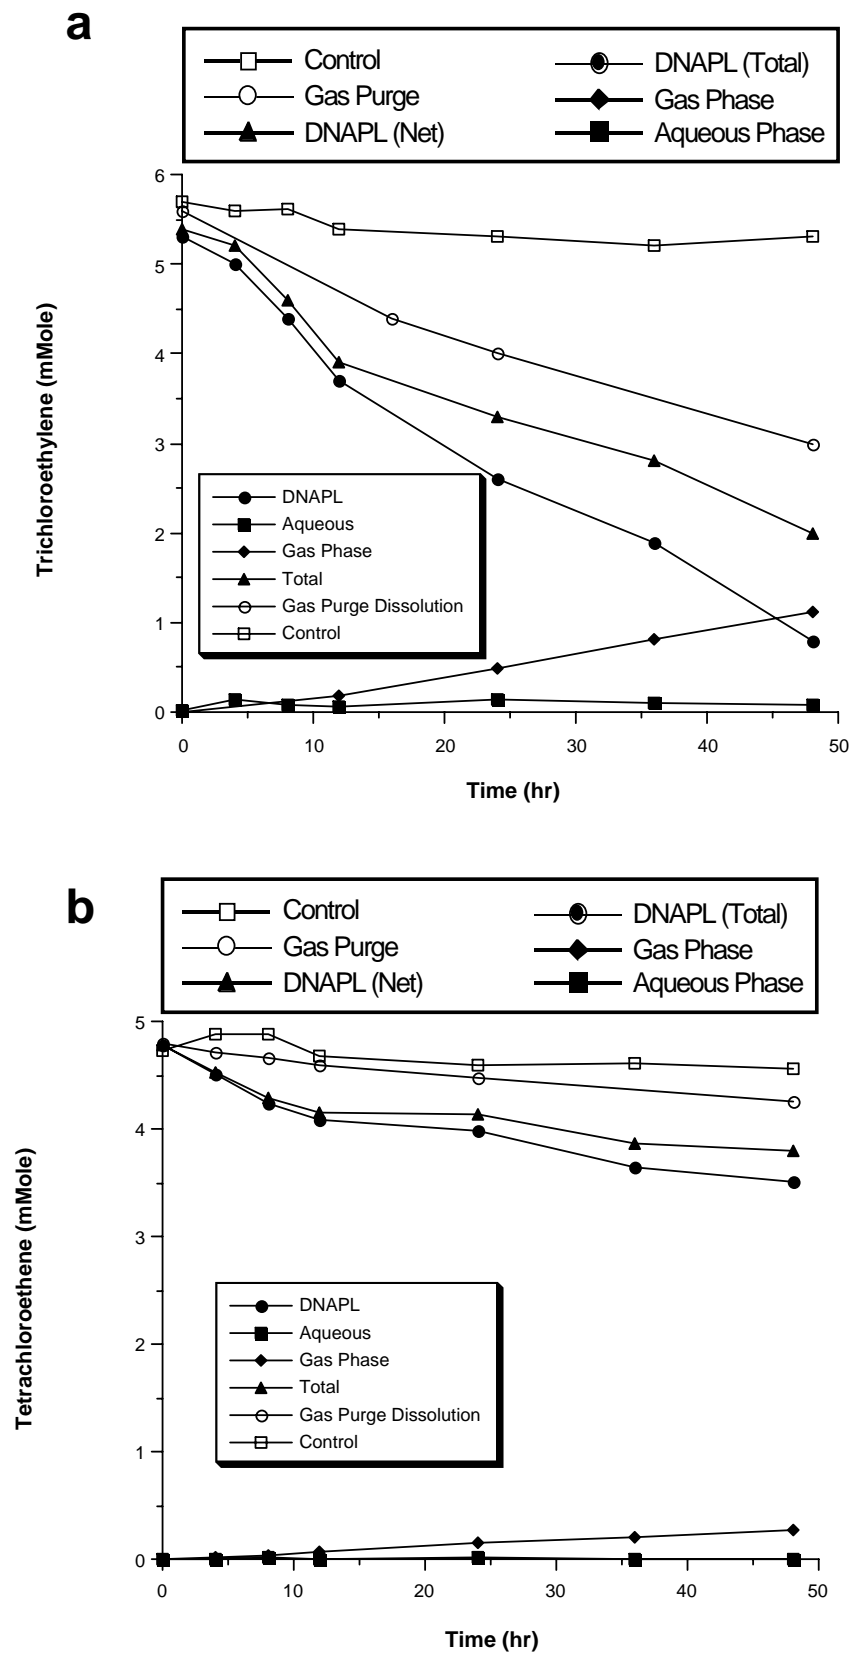 a
Control
DNAPL (Total)
Gas Purge
Gas Phase
DNAPL (Net)
Aqueous Phase
6
5
4
3
2
1
0
Trichloroethylene (mMole)
DNAPL
Aqueous
Gas Phase
Total
Gas Purge Dissolution
Control
0 10 20 30 40 50
Time (hr)
b
Control
DNAPL (Total)
Gas Purge
Gas Phase
DNAPL (Net)
Aqueous Phase
5
4
3
2
1
0
Tetrachloroethene (mMole)
DNAPL
Aqueous
Gas Phase
Total
Gas Purge Dissolution
Control
0 10 20 30 40 50
Time (hr)